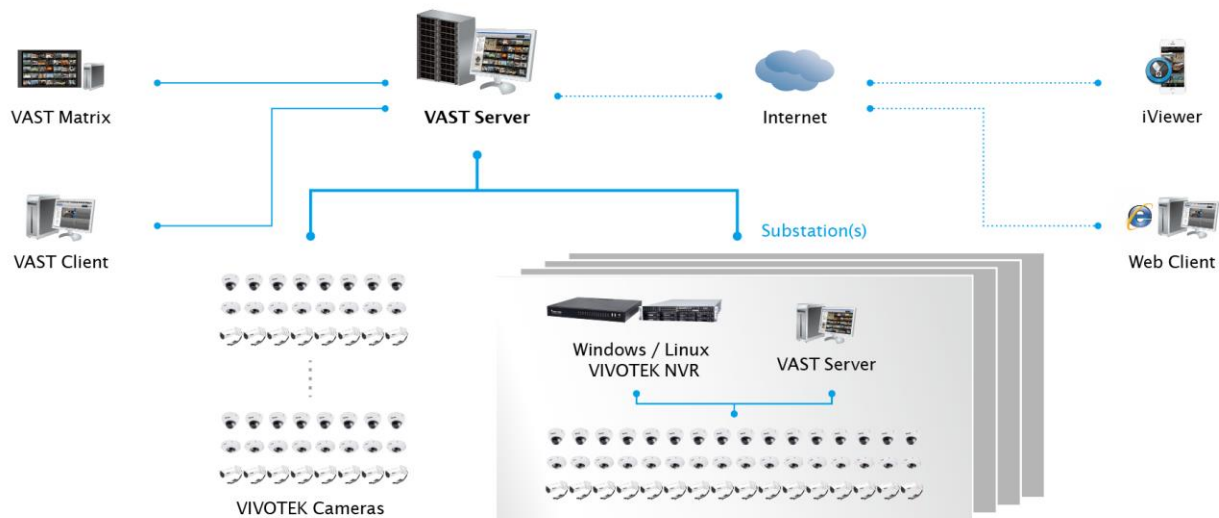 VAST Matrix
VAST Server
Internet
iViewer
VAST Client
Substation(s)
Web Client
Windows / Linux
VIVOTEK NVR
VAST Server
VIVOTEK Cameras